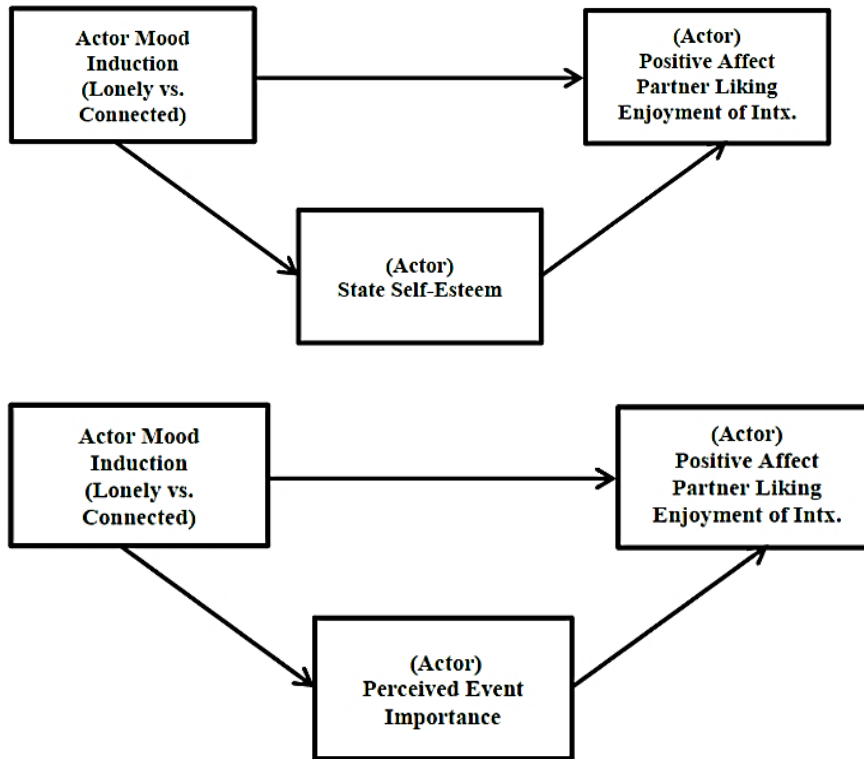 Actor Mood
Induction
(Lonely vs.
Connected)
(Actor)
Positive Affect
Partner Liking
Enjoyment of Intx.
(Actor)
State Self-Esteem
Actor Mood
Induction
(Lonely vs.
Connected)
(Actor)
Positive Affect
Partner Liking
Enjoyment of Intx.
(Actor)
Perceived Event
Importance